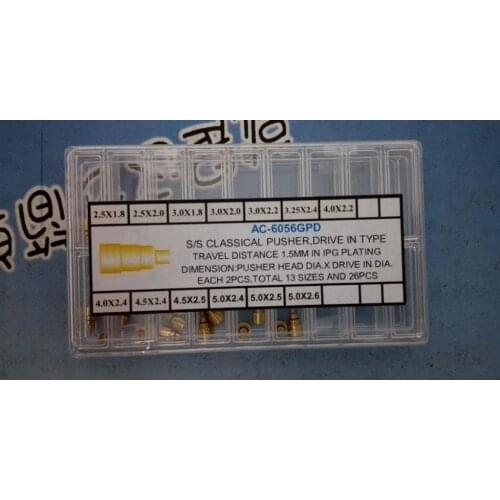 2.5X1.8 2.5X2.0 3.0X1.8 3.0X2.0 3.0X2.2 3.25X2.4 4.0X2.2
AC-6056GPD
S/S CLASSICAL PUSHER,DRIVE IN TYPE
TRAVEL DISTANCE 1.5MM IN IPG PLATING
DIMENSION:PUSHER HEAD DIA.X DRIVE IN DIA.
EACH 2PCS,TOTAL 13 SIZES AND 26PCS
4.0X2.4 4.5X2.4 4.5X2.5 5.0X2.4 5.0X2.5 5.0X2.6